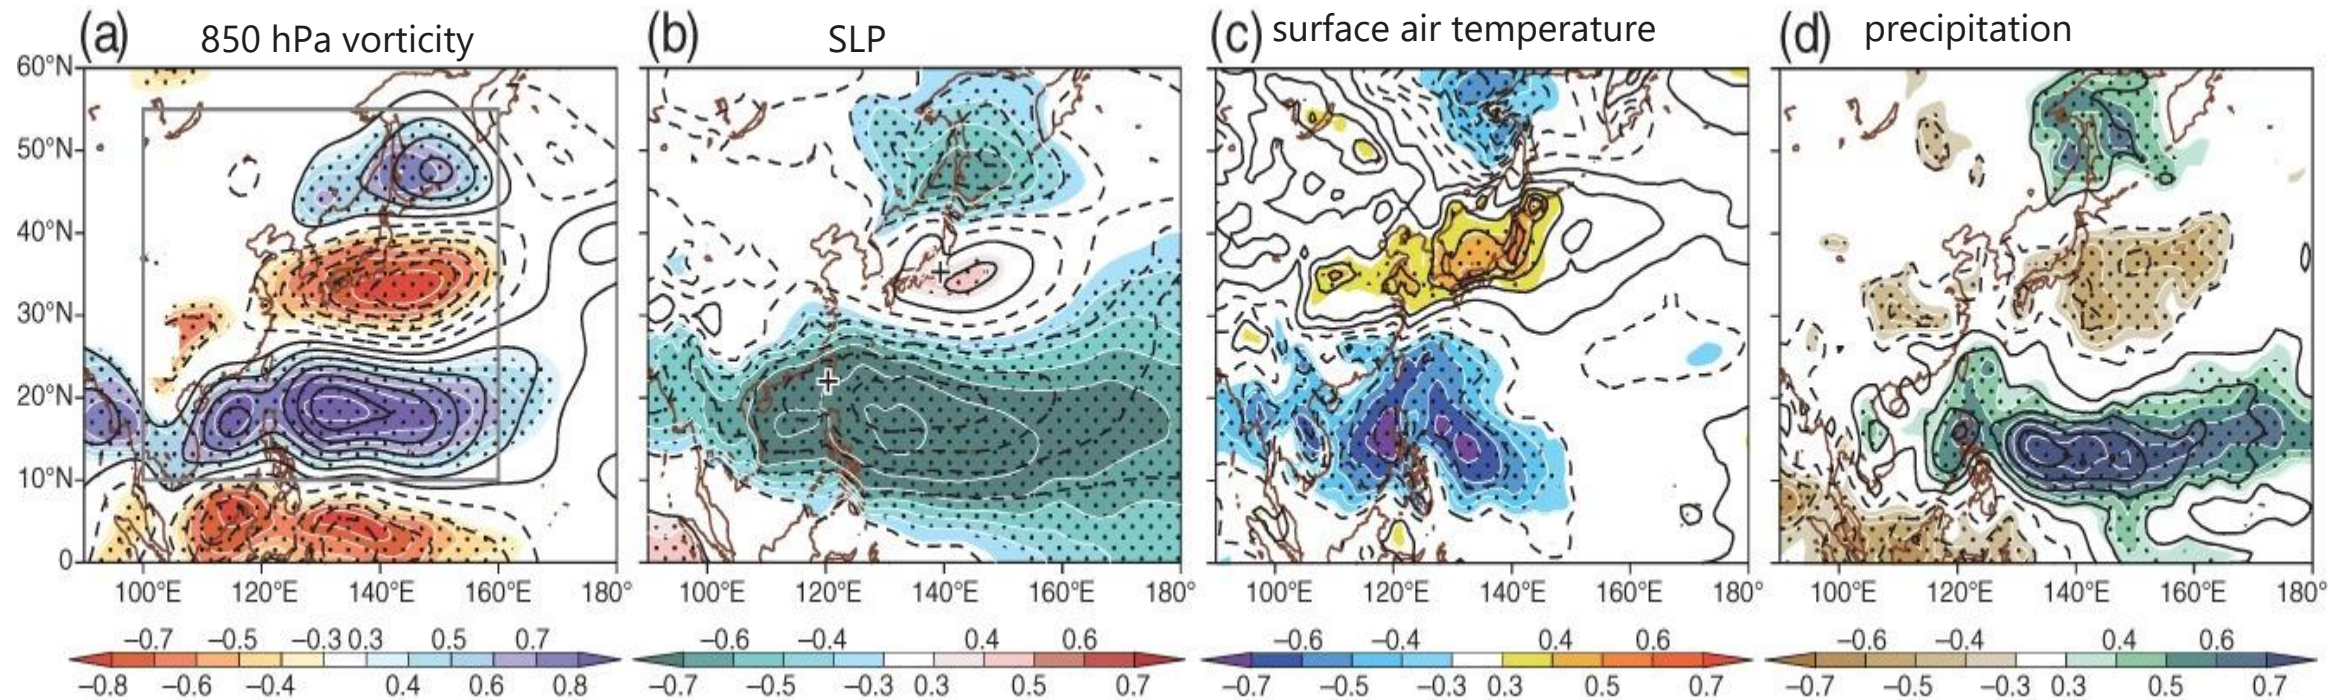 (a) 850 hPa vorticity (b) SLP (c) surface air temperature (d) precipitation
60°N
50°N
40°N
30°N
20°N
10°N
0
100°E 120°E 140°E 160°E 180° 100°E 120°E 140°E 160°E 180° 100°E 120°E 140°E 160°E 180° 100°E 120°E 140°E 160°E 180°
−0.7 −0.5 −0.3 0.3 0.5 0.7 −0.6 −0.4 0.4 0.6 −0.6 −0.4 0.4 0.6 −0.6 −0.4 0.4 0.6
−0.8 −0.6 −0.4 0.4 0.6 0.8 −0.7 −0.5 −0.3 0.3 0.5 0.7 −0.7 −0.5 −0.3 0.3 0.5 0.7 −0.7 −0.5 −0.3 0.3 0.5 0.7